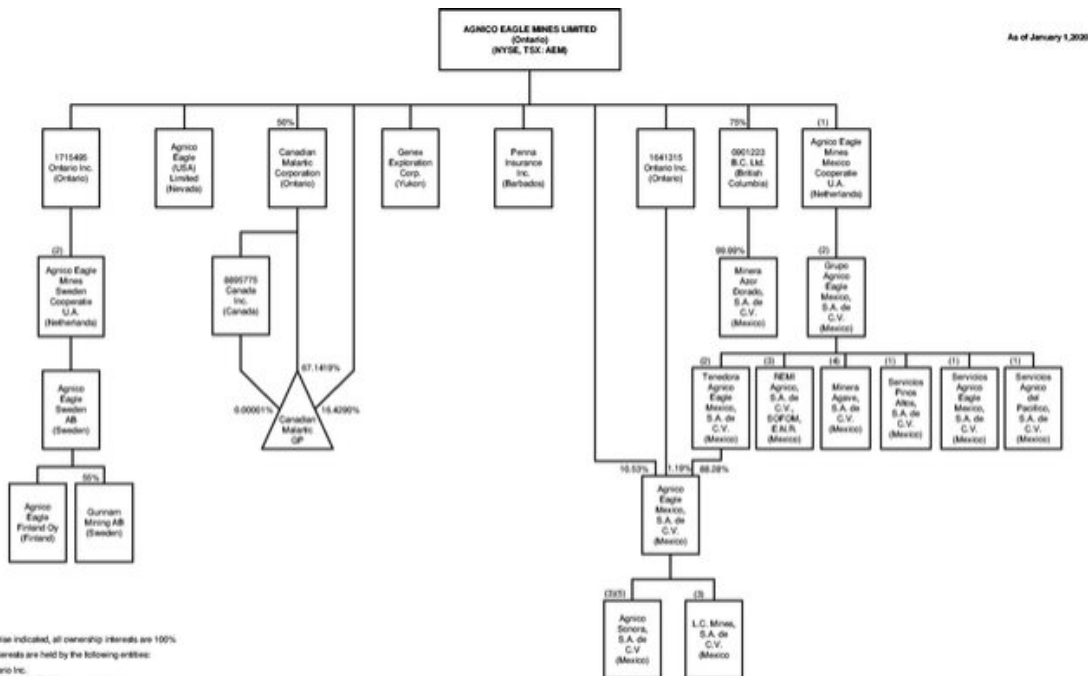 AGNICO EAGLE MINES LIMITED
(Ontario)
(NYSE, TSX: AEM)
As of January 1,2020
50%
75%
(1)
1715495
Ontario Inc.
(Ontario)
Agnico
Eagle
(USA)
Limited
(Nevada)
Canadian
Malartic
Corporation
(Ontario)
Genex
Exploration
Corp.
(Yukon)
Penna
Insurance
Inc.
(Barbados)
1641315
Ontario Inc.
(Ontario)
0901223
B.C. Ltd.
(British
Columbia)
Agnico Eagle
Mines
Mexico
Cooperatie
U.A.
(Netherlands)
(2)
Agnico Eagle
Mines
Sweden
Cooperatie
U.A.
(Netherlands)
8895775
Canada
Inc.
(Canada)
99.99%
Minera
Azor
Dorado,
S.A. de
C.V.
(Mexico)
(2)
Grupo
Agnico
Eagle
Mexico,
S.A. de
C.V.
(Mexico)
Agnico
Eagle
Sweden
AB
(Sweden)
67.1419%
0.00001%
16.4290%
Canadian
Malartic
GP
(2)
Tenedora
Agnico
Eagle
Mexico,
S.A. de
C.V.
(Mexico)
(3)
REMI
Agnico,
S.A. de
C.V.,
SOFOM,
E.N.R.
(Mexico)
(4)
Minera
Agave,
S.A. de
C.V.
(Mexico)
(1)
Servicios
Pinos
Altos,
S.A. de
C.V.
(Mexico)
(1)
Servicios
Agnico
Eagle
Mexico,
S.A. de
C.V.
(Mexico)
(1)
Servicios
Agnico
del
Pacifico,
S.A. de
C.V.
(Mexico)
55%
Agnico
Eagle
Finland Oy
(Finland)
Gunnarn
Mining AB
(Sweden)
10.53%
1.19%
88.28%
Agnico
Eagle
Mexico,
S.A. de
C.V.
(Mexico)
(3)(5)
Agnico
Sonora,
S.A. de
C.V
(Mexico)
(3)
L.C. Mines,
S.A. de
C.V.
(Mexico
indicated, all ownership interests are 100%
are held by the following entities:
Inc.